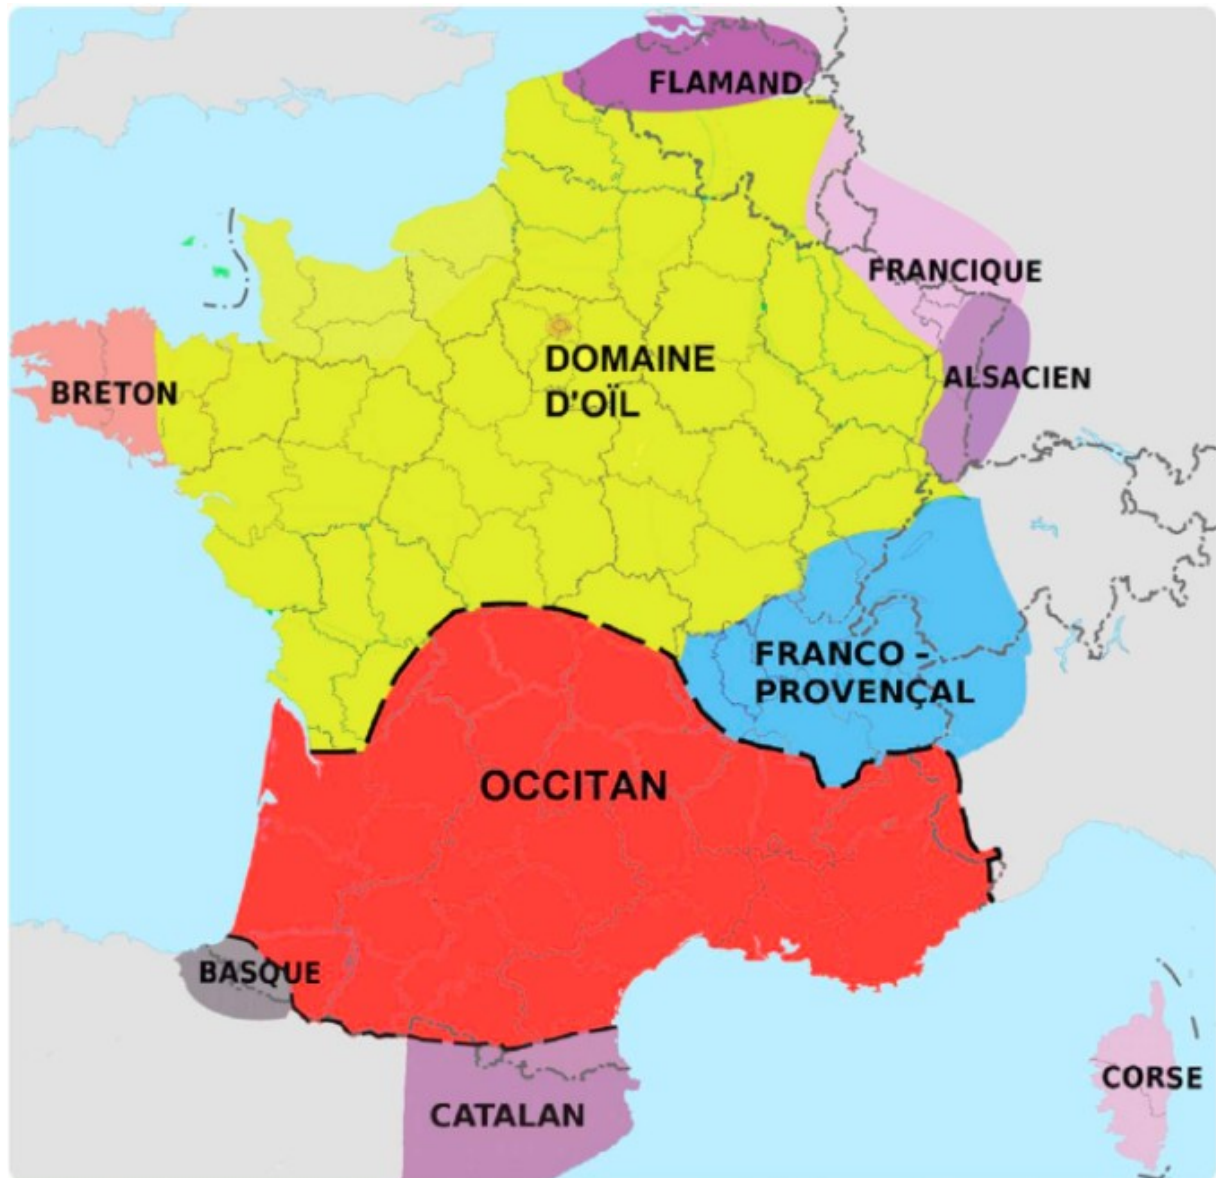 FLAMAND
FRANCIQUE
DOMAINE
D'OÏL
ALSACIEN
BRETON
FRANCO -
PROVENÇAL
OCCITAN
BASQUE
CORSE
CATALAN